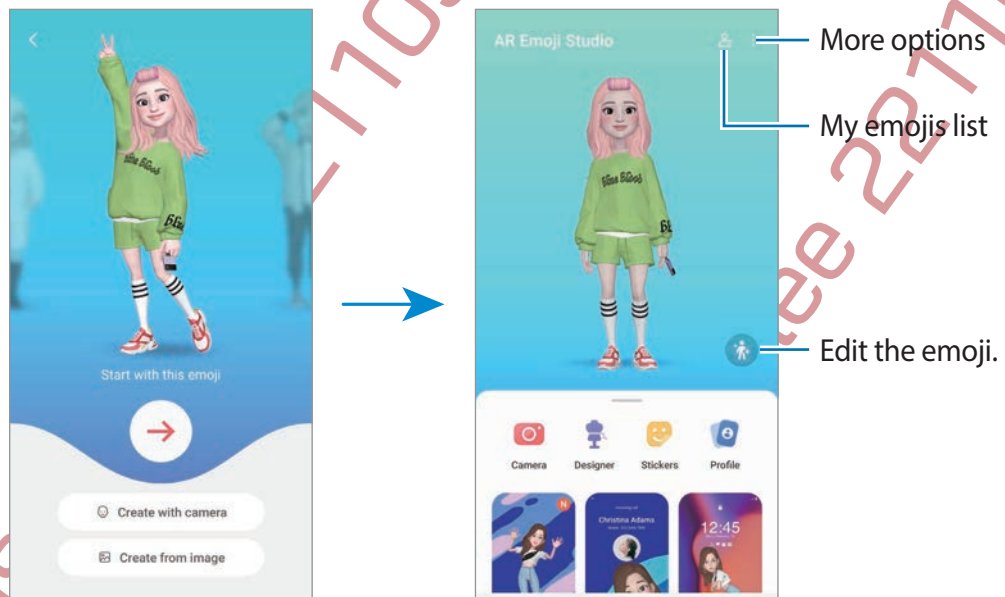 Start with this emoji
Create with camera
Create from image
AR Emoji Studio
More options
My emojis list
Edit the emoji.
Camera
Designer
Stickers
Profile
N
Christina Adams
12:45